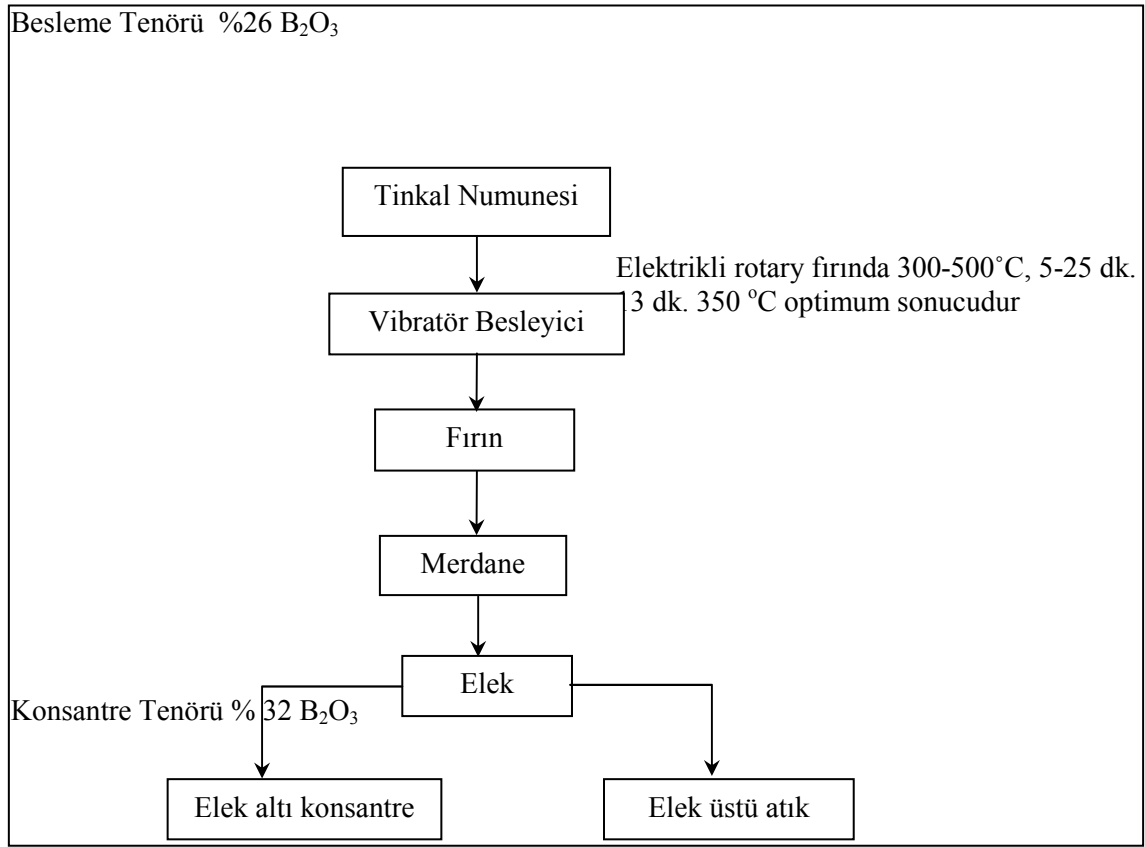 Besleme Tenörü %26 B₂O₃
Tinkal Numunesi
Elektrikli rotary fırında 300-500˚C, 5-25 dk.
13 dk. 350 ºC optimum sonucudur
Vibratör Besleyici
Fırın
Merdane
Elek
Konsantre Tenörü % 32 B₂O₃
Elek altı konsantre
Elek üstü atık